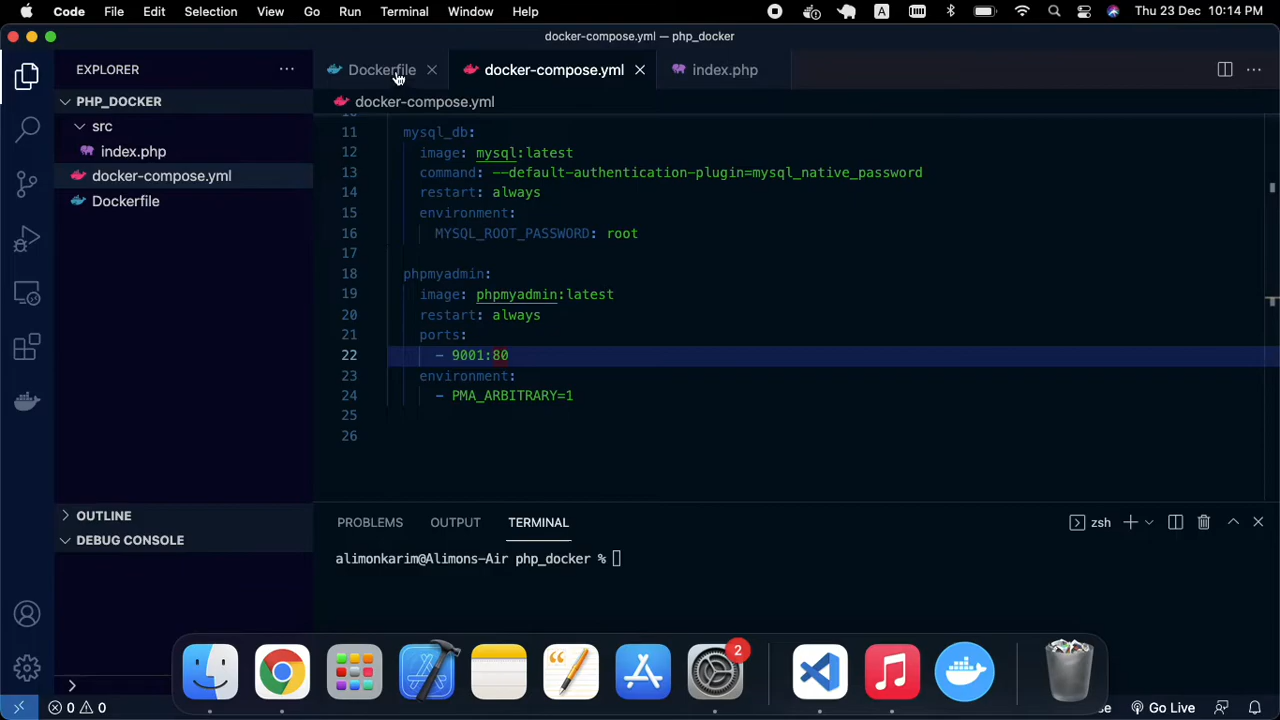 Code File Edit Selection View Go Run Terminal Window Help A Thu 23 Dec 10:14 PM
docker-compose.yml — php_docker
EXPLORER
Dockerfile
docker-compose.yml
index.php
PHP_DOCKER
docker-compose.yml
src
index.php
docker-compose.yml
Dockerfile
11 mysql_db:
12 image: mysql:latest
13 command: --default-authentication-plugin=mysql_native_password
14 restart: always
15 environment:
16 MYSQL_ROOT_PASSWORD: root
17
18 phpmyadmin:
19 image: phpmyadmin:latest
20 restart: always
21 ports:
22 - 9001:80
23 environment:
24 - PMA_ARBITRARY=1
25
26
OUTLINE
DEBUG CONSOLE
PROBLEMS OUTPUT TERMINAL zsh
alimonkarim@Alimons-Air php_docker %
2
0 0 Go Live